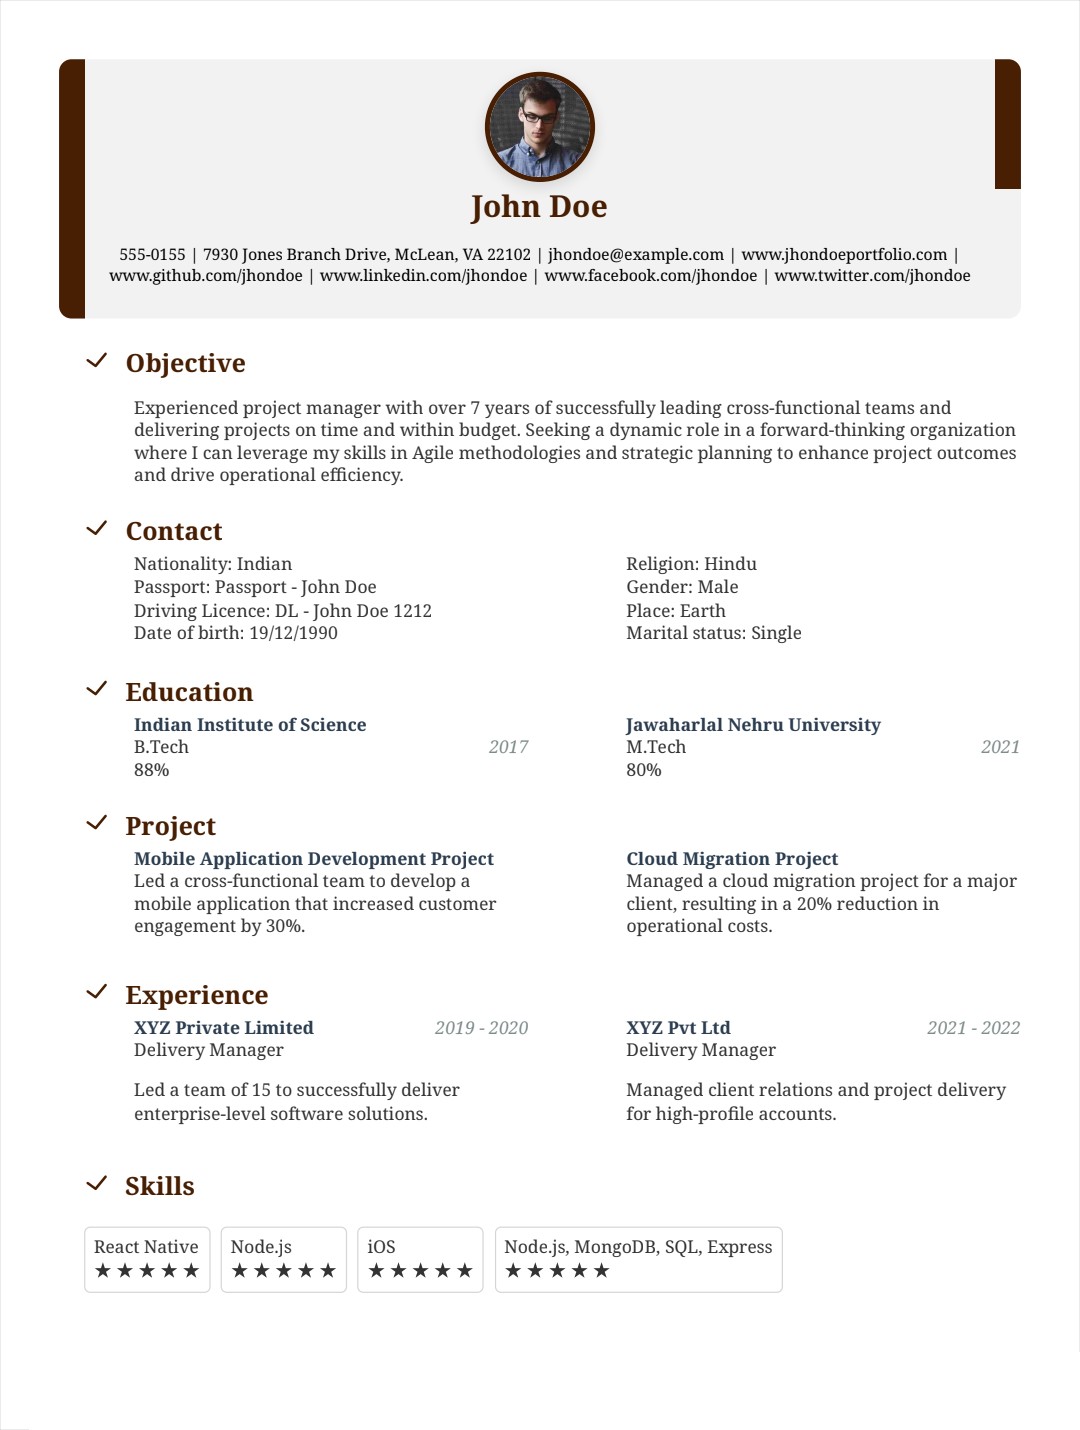 John Doe
555-0155 | 7930 Jones Branch Drive, McLean, VA 22102 | jhondoe@example.com | www.jhondoeportfolio.com |
www.github.com/jhondoe | www.linkedin.com/jhondoe | www.facebook.com/jhondoe | www.twitter.com/jhondoe
Objective
Experienced project manager with over 7 years of successfully leading cross-functional teams and
delivering projects on time and within budget. Seeking a dynamic role in a forward-thinking organization
where I can leverage my skills in Agile methodologies and strategic planning to enhance project outcomes
and drive operational efficiency.
Contact
Nationality: Indian
Passport: Passport - John Doe
Driving Licence: DL - John Doe 1212
Date of birth: 19/12/1990
Religion: Hindu
Gender: Male
Place: Earth
Marital status: Single
Education
Indian Institute of Science
B.Tech 2017
88%
Jawaharlal Nehru University
M.Tech 2021
80%
Project
Mobile Application Development Project
Led a cross-functional team to develop a
mobile application that increased customer
engagement by 30%.
Cloud Migration Project
Managed a cloud migration project for a major
client, resulting in a 20% reduction in
operational costs.
Experience
XYZ Private Limited 2019 - 2020
Delivery Manager
Led a team of 15 to successfully deliver
enterprise-level software solutions.
XYZ Pvt Ltd 2021 - 2022
Delivery Manager
Managed client relations and project delivery
for high-profile accounts.
Skills
React Native
★ ★ ★ ★ ★
Node.js
★ ★ ★ ★ ★
iOS
★ ★ ★ ★ ★
Node.js, MongoDB, SQL, Express
★ ★ ★ ★ ★